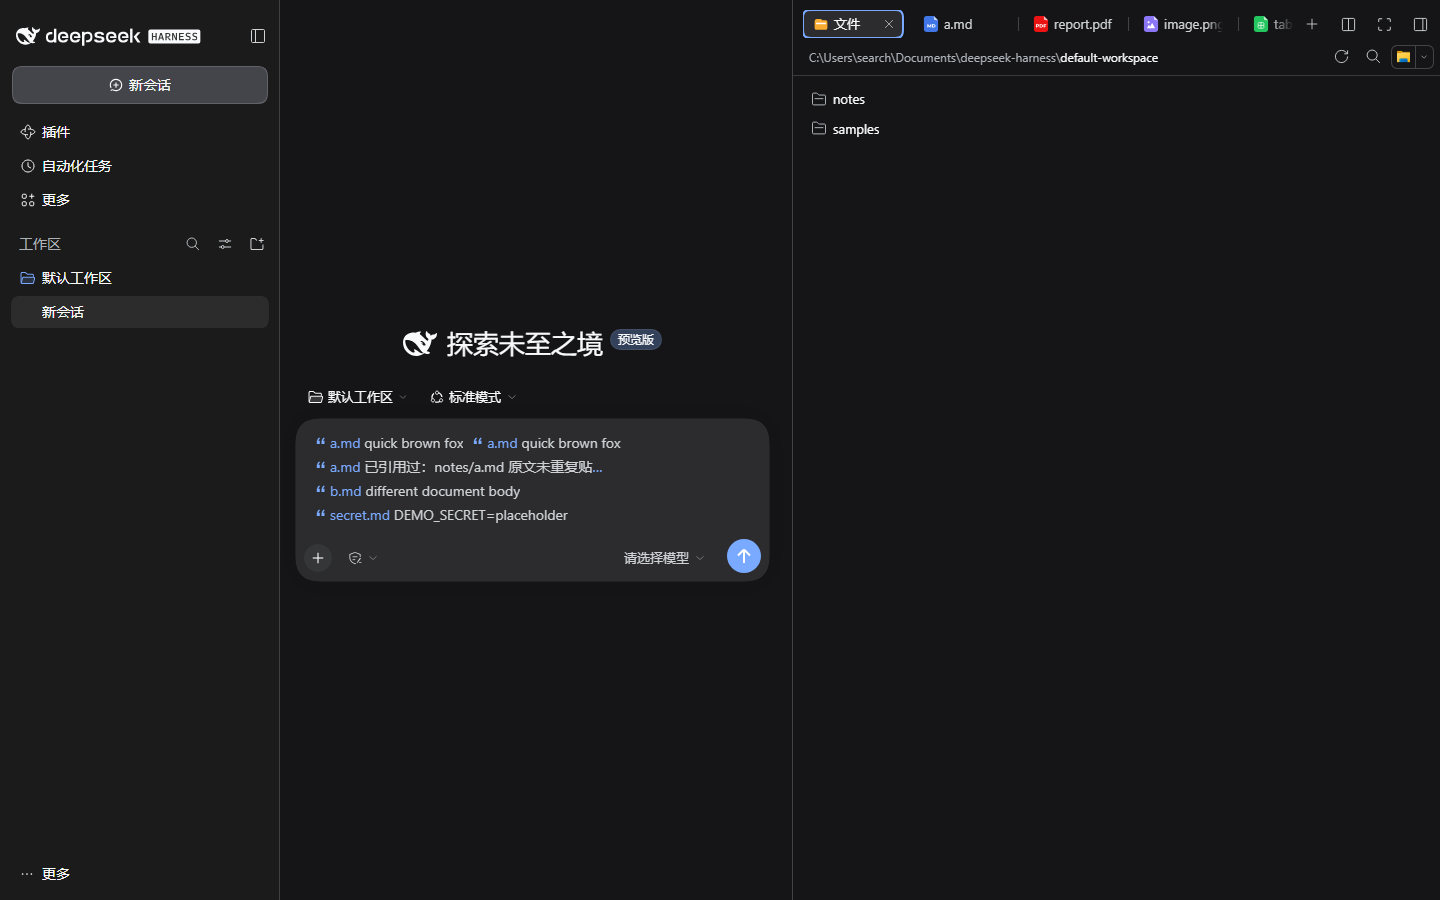 deepseek HARNESS
新会话
插件
自动化任务
更多
工作区
默认工作区
新会话
更多
探索未至之境 预览版
默认工作区 标准模式
“ a.md quick brown fox “ a.md quick brown fox
“ a.md 已引用过：notes/a.md 原文未重复贴...
“ b.md different document body
“ secret.md DEMO_SECRET=placeholder
请选择模型
文件 a.md report.pdf image.png tab
C:\Users\search\Documents\deepseek-harness\default-workspace
notes
samples